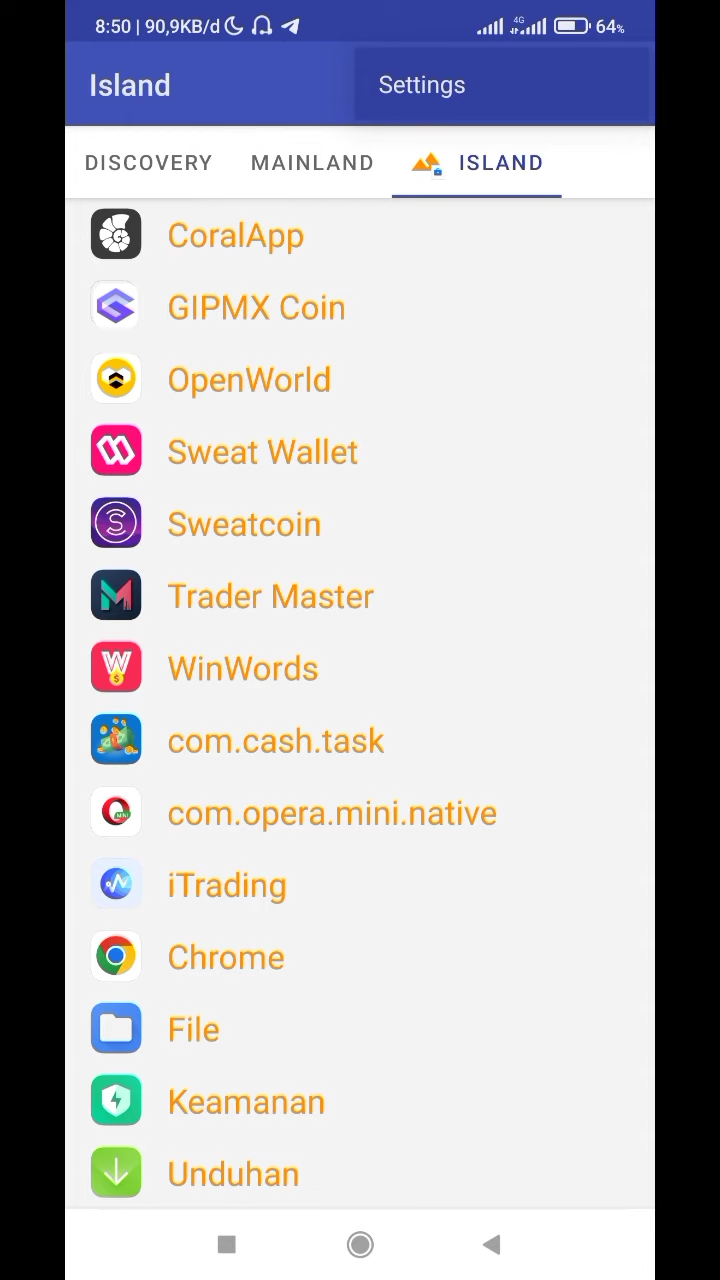 8:50 | 90,9KB/d 4G 64%
Island
Settings
DISCOVERY MAINLAND ISLAND
CoralApp
GIPMX Coin
OpenWorld
Sweat Wallet
Sweatcoin
Trader Master
WinWords
com.cash.task
com.opera.mini.native
iTrading
Chrome
File
Keamanan
Unduhan